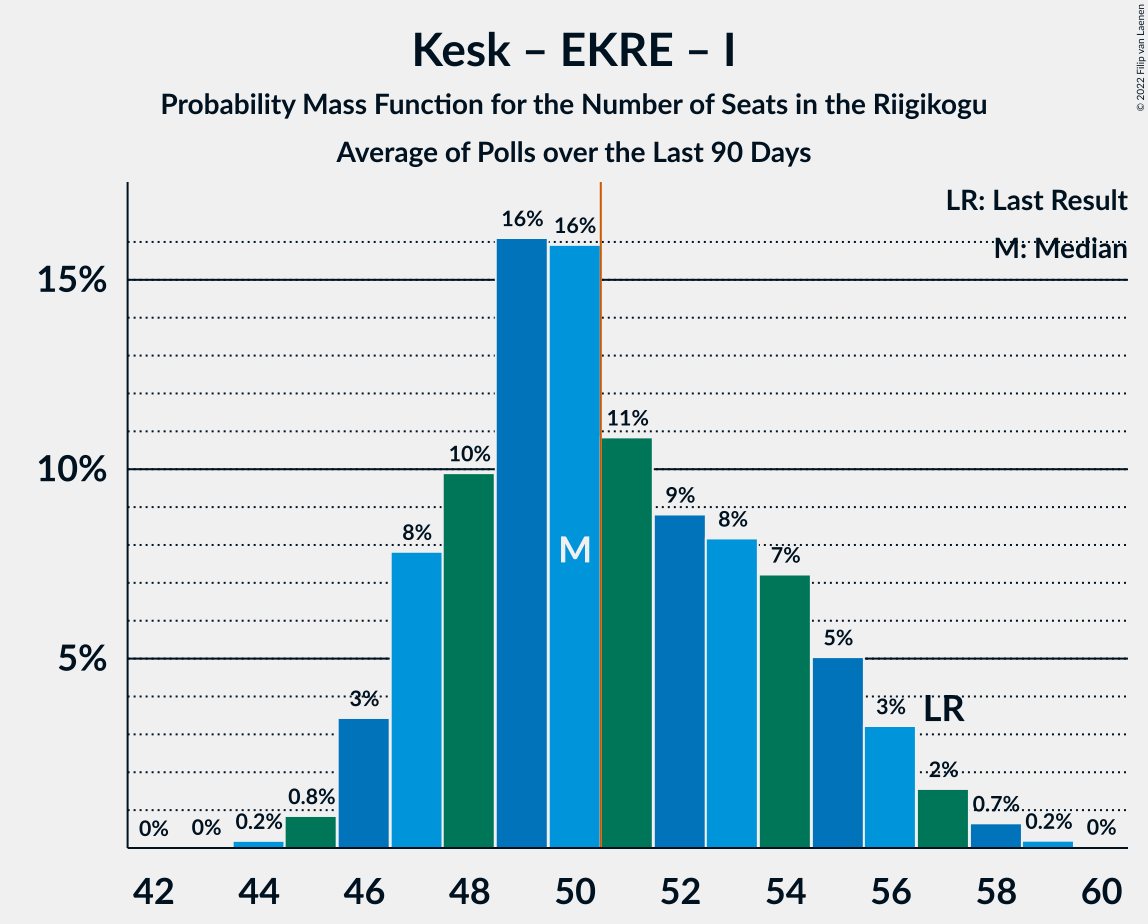 Kesk – EKRE – I
Probability Mass Function for the Number of Seats in the Riigikogu
Average of Polls over the Last 90 Days
© 2022 Filip van Laenen
LR: Last Result
M: Median
15%
10%
5%
0%
0%
0.2%
0.8%
3%
8%
10%
16%
16%
11%
9%
8%
7%
5%
3%
2%
0.7%
0.2%
0%
M
LR
42 44 46 48 50 52 54 56 58 60